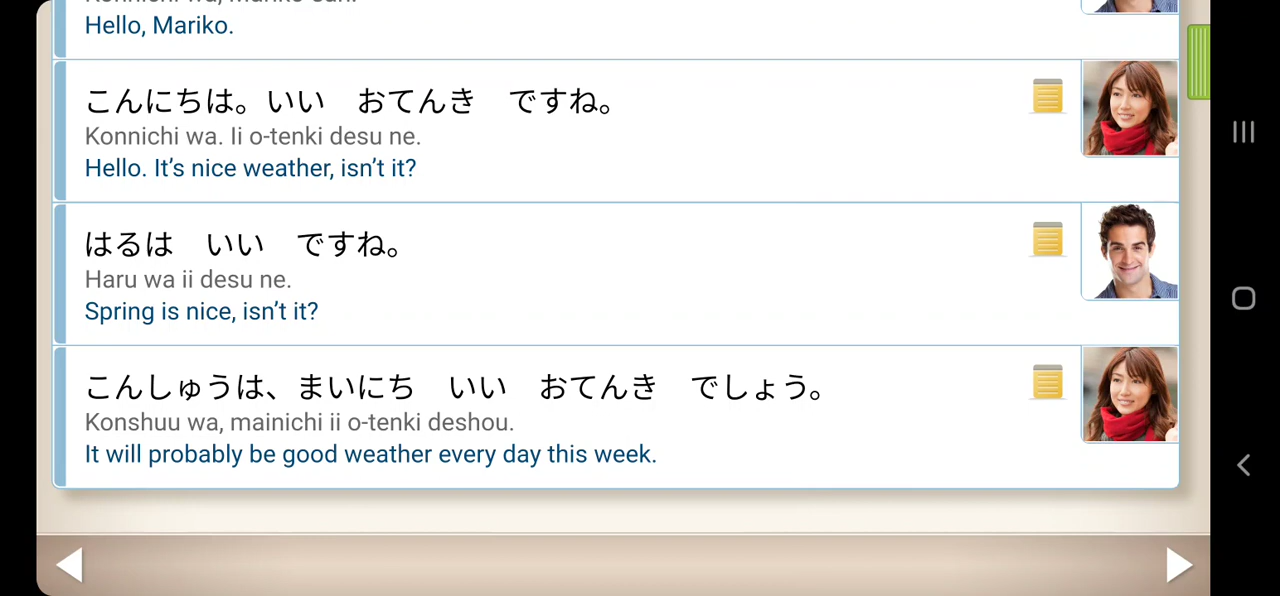 Hello, Mariko.
こんにちは。いい　おてんき　ですね。
Konnichi wa. Ii o-tenki desu ne.
Hello. It’s nice weather, isn’t it?
はるは　いい　ですね。
Haru wa ii desu ne.
Spring is nice, isn’t it?
こんしゅうは、まいにち　いい　おてんき　でしょう。
Konshuu wa, mainichi ii o-tenki deshou.
It will probably be good weather every day this week.